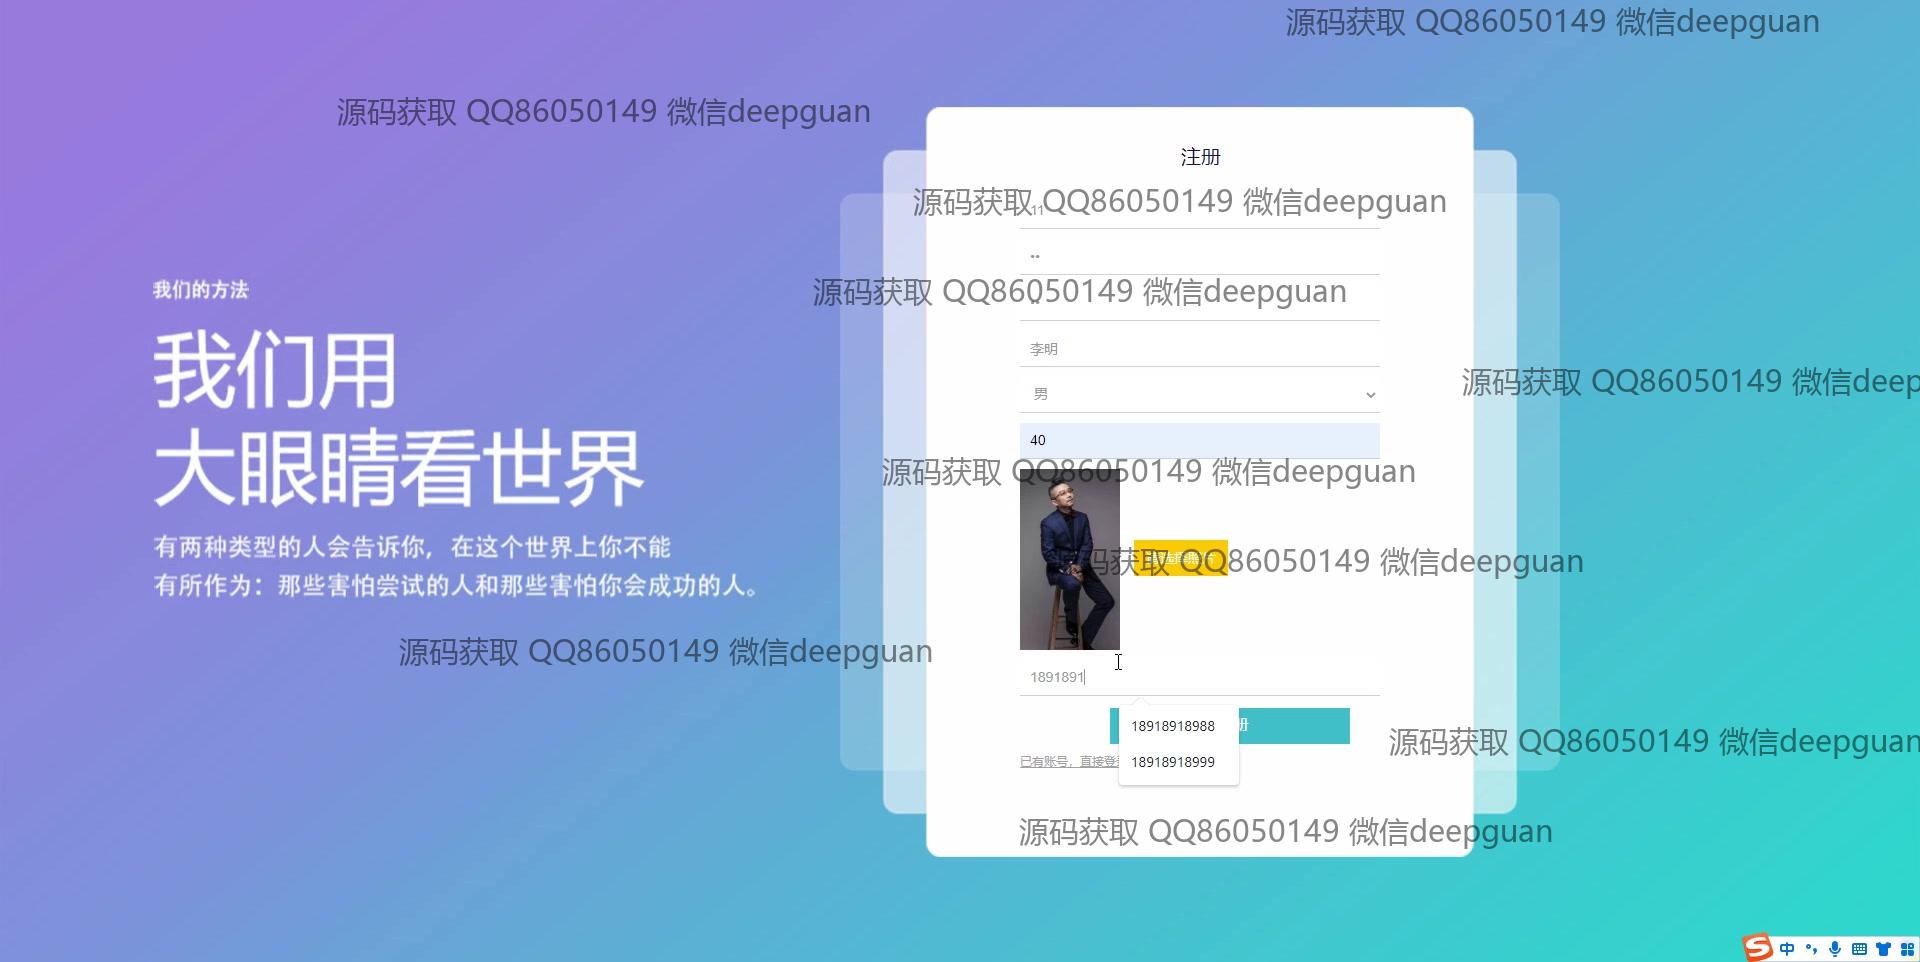 源码获取 QQ86050149 微信deepguan
源码获取 QQ86050149 微信deepguan
注册
源码获取 QQ86050149 微信deepguan
11
••
我们的方法
源码获取 QQ86050149 微信deepguan
我们用
李明
源码获取 QQ86050149 微信deep
男
大眼睛看世界
40
源码获取 QQ86050149 微信deepguan
有两种类型的人会告诉你，在这个世界上你不能
源码获取 QQ86050149 微信deepguan
有所作为：那些害怕尝试的人和那些害怕你会成功的人。
源码获取 QQ86050149 微信deepguan
1891891
18918918988
册
源码获取 QQ86050149 微信deepguan
已有账号，直接登
18918918999
源码获取 QQ86050149 微信deepguan
中